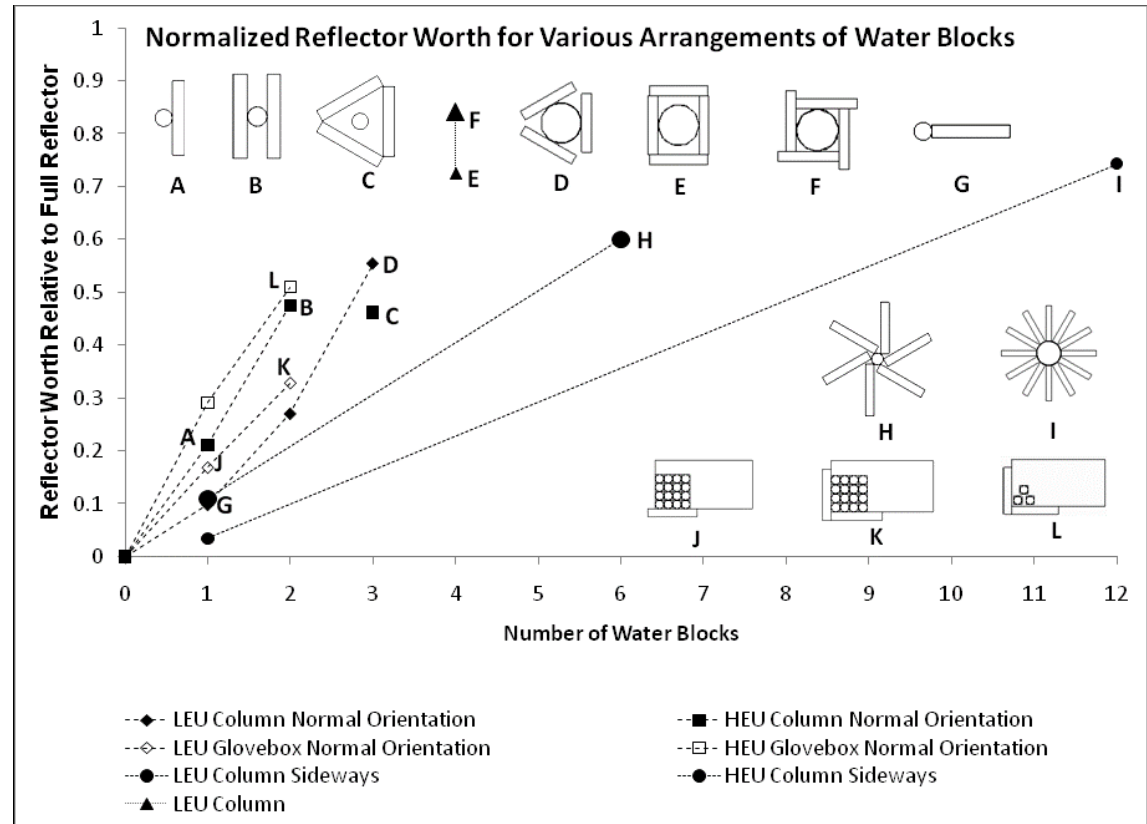 Normalized Reflector Worth for Various Arrangements of Water Blocks
Reflector Worth Relative to Full Reflector
1
0.9
0.8
0.7
0.6
0.5
0.4
0.3
0.2
0.1
0
A
B
C
F
E
D
E
F
G
I
H
D
L
B
C
K
A
J
G
H
I
J
K
L
0 1 2 3 4 5 6 7 8 9 10 11 12
Number of Water Blocks
LEU Column Normal Orientation
HEU Column Normal Orientation
LEU Glovebox Normal Orientation
HEU Glovebox Normal Orientation
LEU Column Sideways
HEU Column Sideways
LEU Column